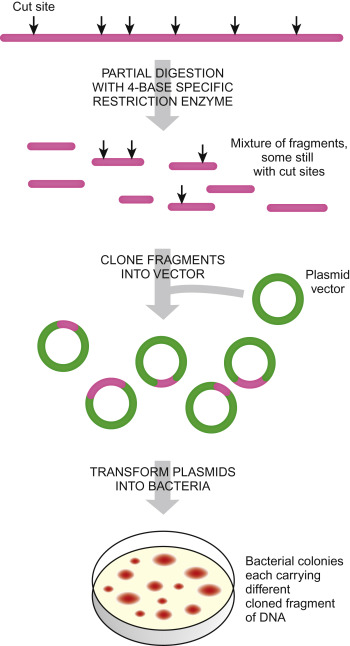 Cut site
PARTIAL DIGESTION
WITH 4-BASE SPECIFIC
RESTRICTION ENZYME
Mixture of fragments,
some still
with cut sites
CLONE FRAGMENTS
INTO VECTOR
Plasmid
vector
TRANSFORM PLASMIDS
INTO BACTERIA
Bacterial colonies
each carrying
different
cloned fragment
of DNA